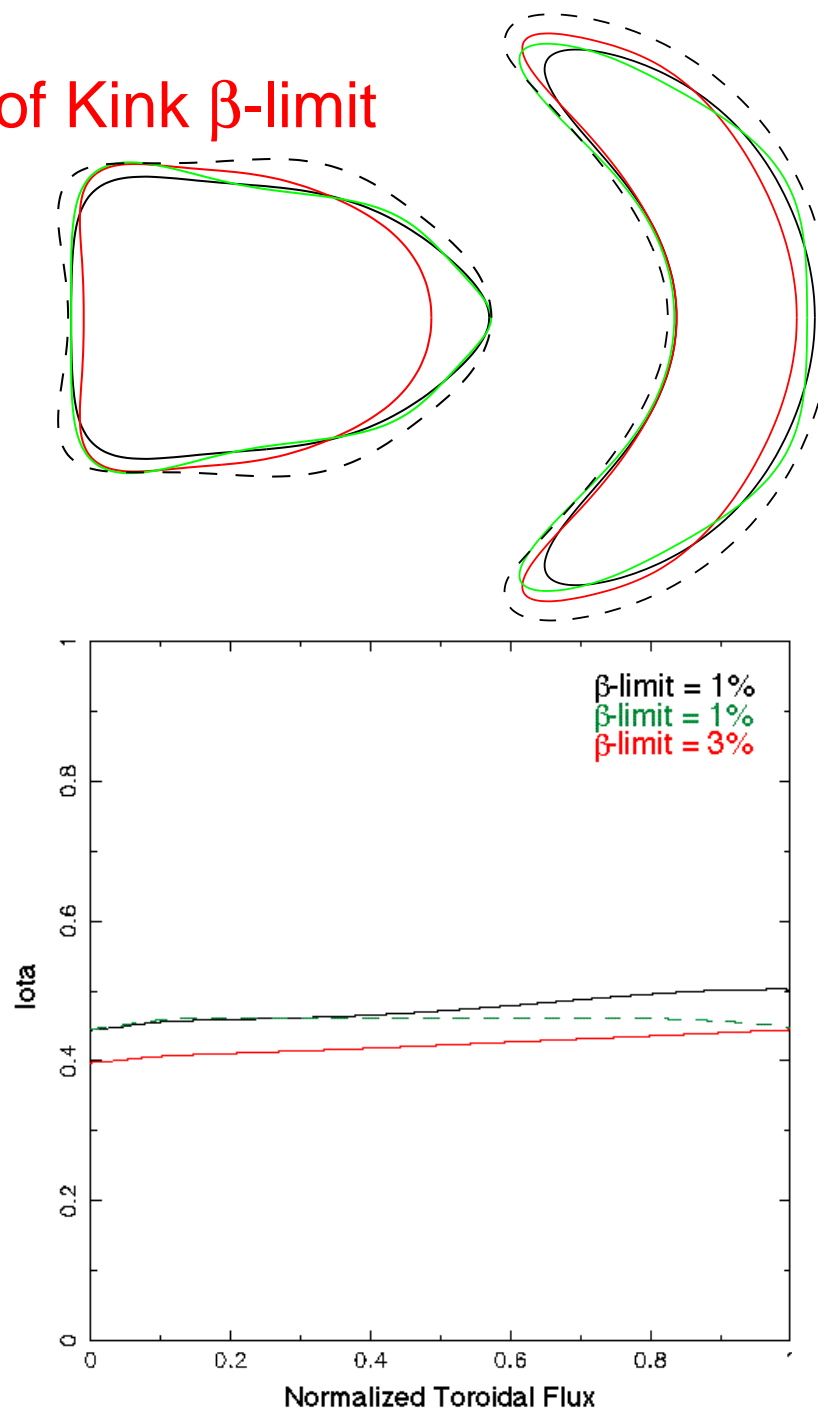 of Kink β-limit
β-limit = 1%
β-limit = 1%
β-limit = 3%
1
0.8
0.6
0.4
0.2
0
Iota
0 0.2 0.4 0.6 0.8
Normalized Toroidal Flux